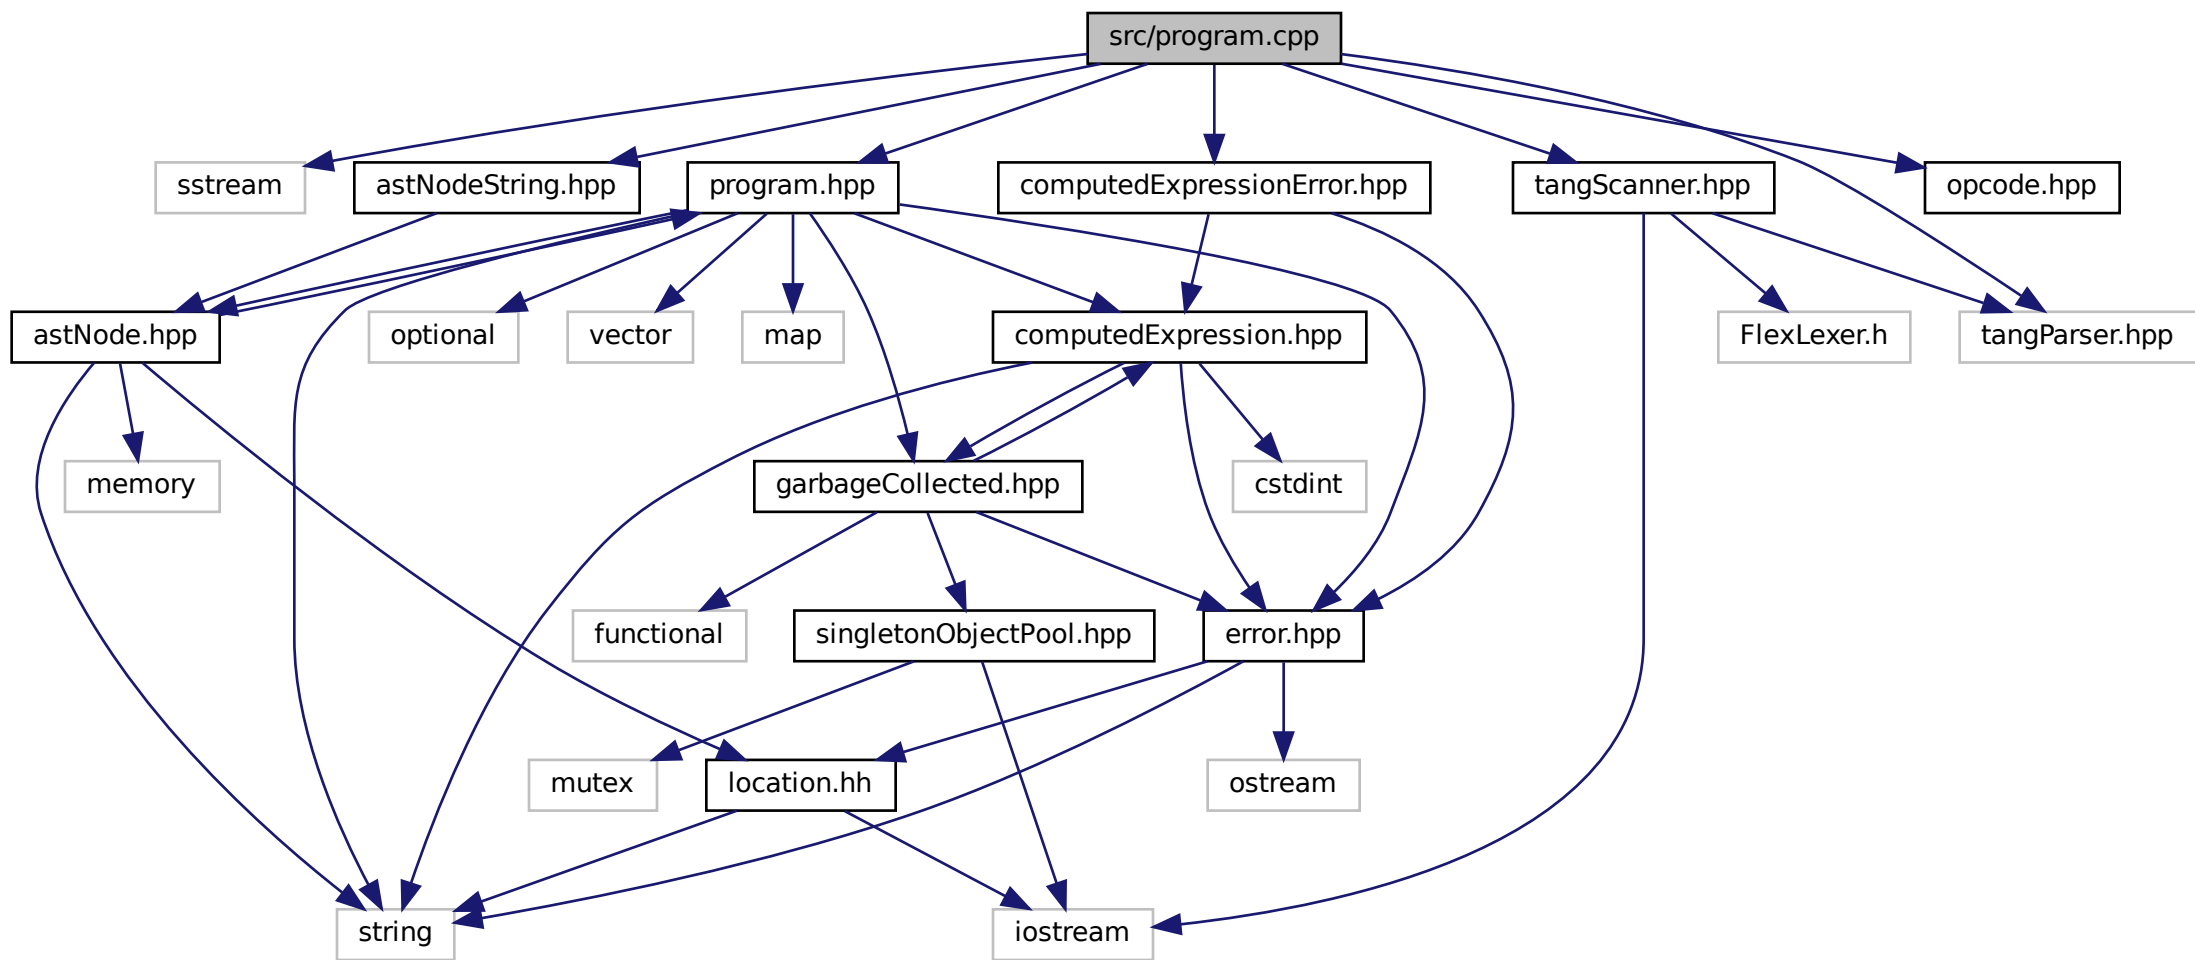 src/program.cpp
sstream
astNodeString.hpp
program.hpp
computedExpressionError.hpp
tangScanner.hpp
opcode.hpp
astNode.hpp
optional
vector
map
computedExpression.hpp
FlexLexer.h
tangParser.hpp
memory
garbageCollected.hpp
cstdint
functional
singletonObjectPool.hpp
error.hpp
mutex
location.hh
ostream
string
iostream